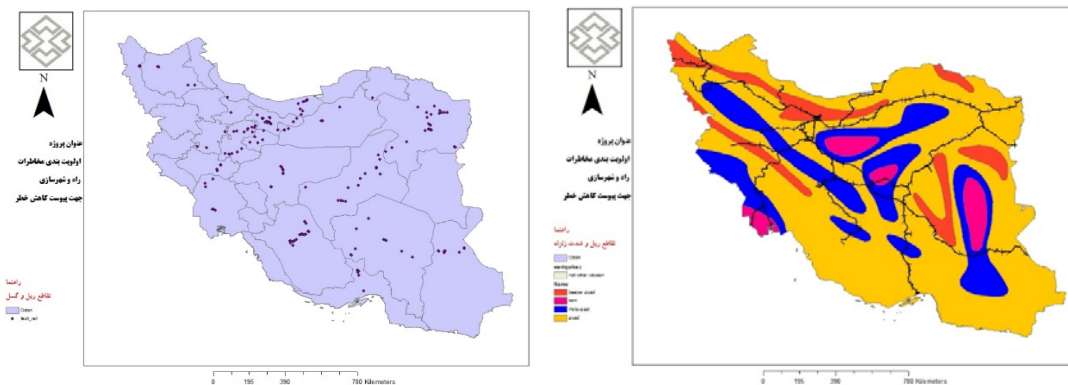 N
عنوان پروژه
اولویت بندی مخاطرات
راه و شهرسازی
جهت پیوست کاهش خطر
راهنما
تقاطع ریل و گسل
0 195 390 780 Kilometers
N
عنوان پروژه
اولویت بندی مخاطرات
راه و شهرسازی
جهت پیوست کاهش خطر
راهنما
تقاطع ریل و شدت زلزله
0 195 390 780 Kilometers